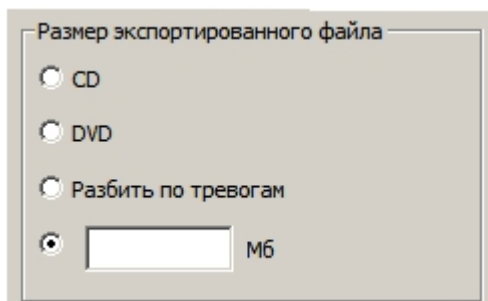 Размер экспортированного файла
CD
DVD
Разбить по тревогам
Мб